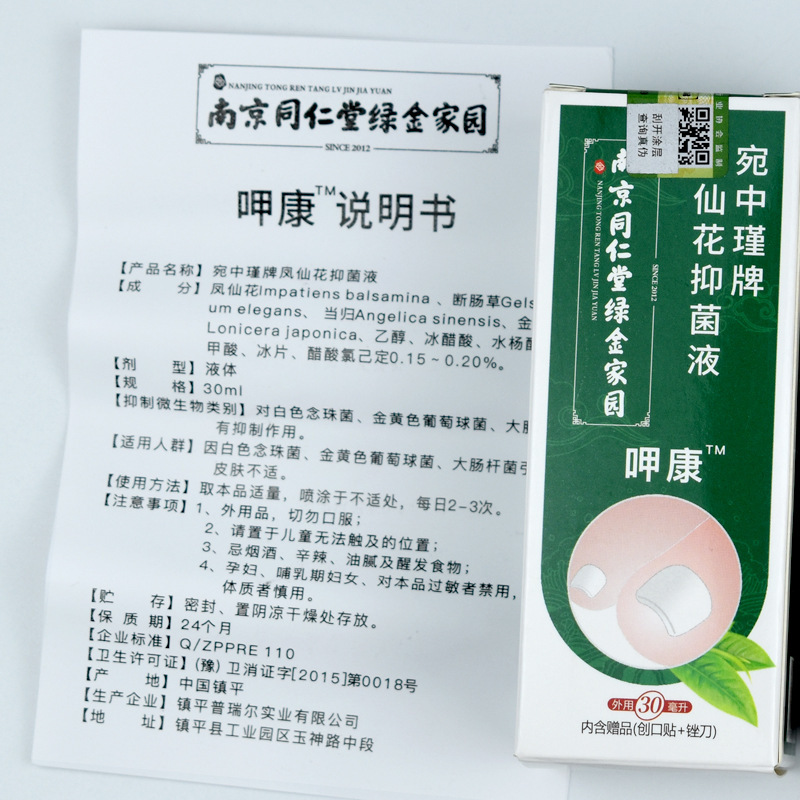 NANJING TONG REN TANG LV JIN JIA YUAN
南京同仁堂绿金家园
SINCE 2012
呷康™说明书
【产品名称】宛中瑾牌凤仙花抑菌液
【成 分】凤仙花Impatiens balsamina 、断肠草Gels
um elegans、 当归Angelica sinensis、金
Lonicera japonica、乙醇、冰醋酸、水杨酸
甲酸、冰片、醋酸氯己定0.15~0.20%。
【剂 型】液体
【规 格】30ml
【抑制微生物类别】对白色念珠菌、金黄色葡萄球菌、大肠
有抑制作用。
【适用人群】因白色念珠菌、金黄色葡萄球菌、大肠杆菌引
皮肤不适。
【使用方法】取本品适量，喷涂于不适处，每日2-3次。
【注意事项】1、外用品，切勿口服；
2、请置于儿童无法触及的位置；
3、忌烟酒、辛辣、油腻及醒发食物；
4、孕妇、哺乳期妇女、对本品过敏者禁用，
体质者慎用。
【贮 存】密封、置阴凉干燥处存放。
【保 质 期】24个月
【企业标准】Q/ZPPRE 110
【卫生许可证】(豫) 卫消证字[2015]第0018号
【产 地】中国镇平
【生产企业】镇平普瑞尔实业有限公司
【地 址】镇平县工业园区玉神路中段
刮开涂层
查询真伪
业协会监制
宛中瑾牌
仙花抑菌液
南京同仁堂绿金家园
NANJING TONG REN TANG LV JIN JIA YUAN
SINCE 2012
呷康™
外用30毫升
内含赠品(创口贴+锉刀)